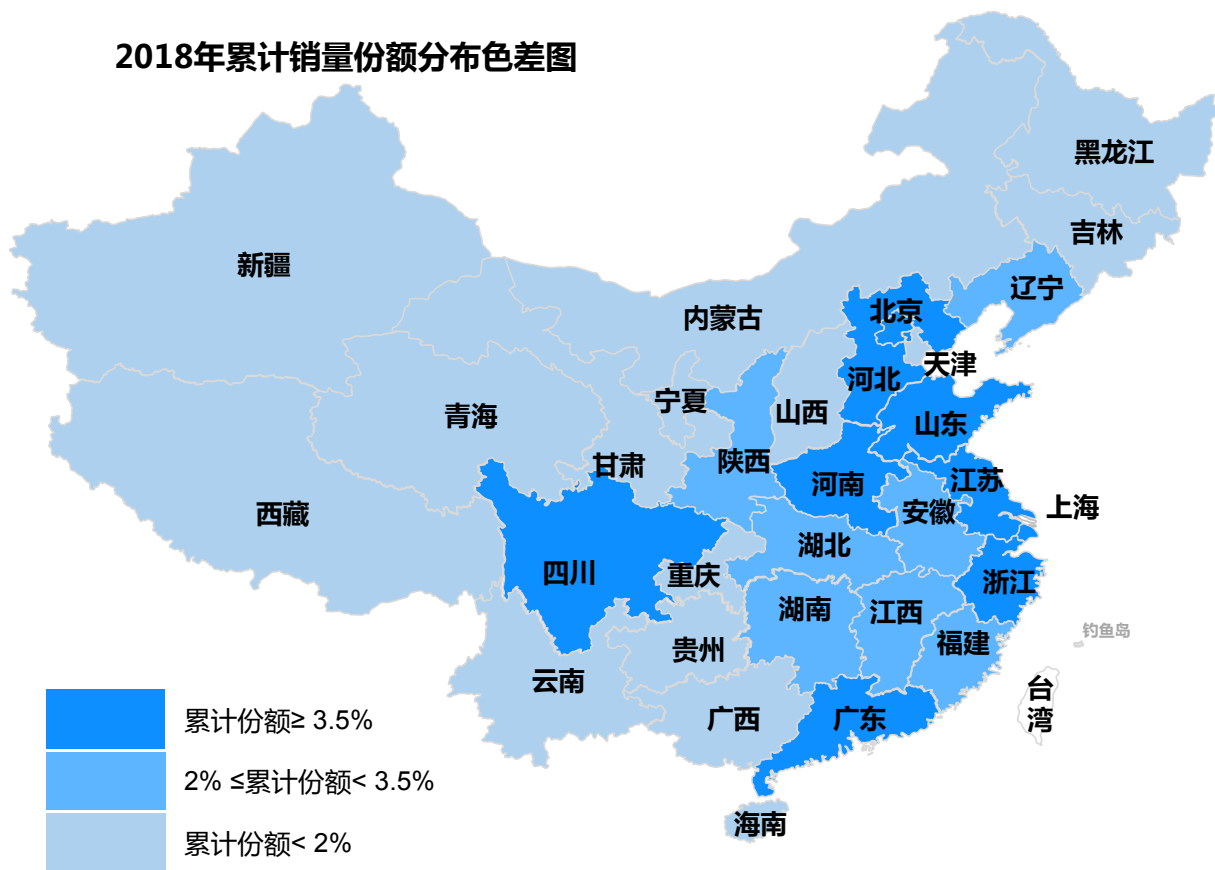 2018年累计销量份额分布色差图
黑龙江
吉林
新疆
辽宁
北京
内蒙古
天津
河北
宁夏
山西
青海
山东
甘肃
陕西
河南
江苏
西藏
安徽
上海
湖北
四川
重庆
浙江
湖南
江西
钓鱼岛
福建
贵州
云南
台
湾
广西
广东
累计份额≥ 3.5%
2% ≤累计份额< 3.5%
海南
累计份额< 2%